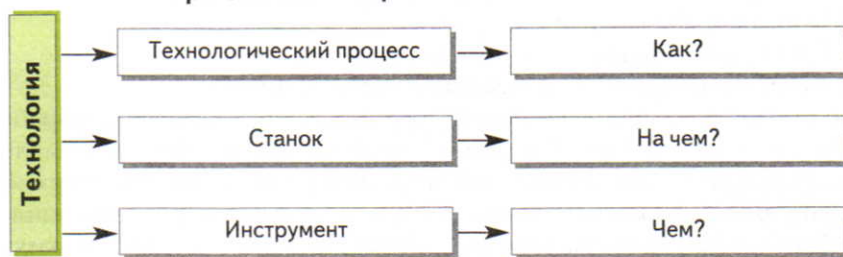 Технология
Технологический процесс
Как?
Станок
На чем?
Инструмент
Чем?